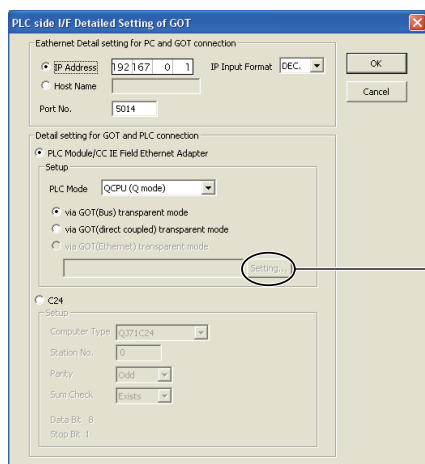 PLC side I/F Detailed Setting of GOT
Eathernet Detail setting for PC and GOT connection
IP Address 192 167 0 1 IP Input Format DEC.
Host Name
Port No. 5014
OK
Cancel
Detail setting for GOT and PLC connection
PLC Module/CC IE Field Ethernet Adapter
Setup
PLC Mode QCPU (Q mode)
via GOT(Bus) transparent mode
via GOT(direct coupled) transparent mode
via GOT(Ethernet) transparent mode
Setting...
C24
Setup
Computer Type QJ71C24
Station No. 0
Parity Odd
Sum Check Exists
Data Bit 8
Stop Bit 1